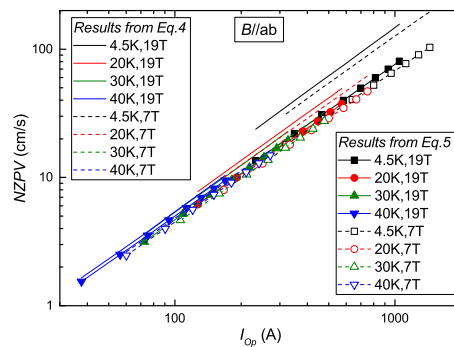 Results from Eq.4
4.5K,19T
20K,19T
30K,19T
40K,19T
4.5K,7T
20K,7T
30K,7T
40K,7T
B//ab
Results from Eq.5
4.5K,19T
20K,19T
30K,19T
40K,19T
4.5K,7T
20K,7T
30K,7T
40K,7T
NZPV (cm/s)
100
10
1
100
1000
I_Op (A)